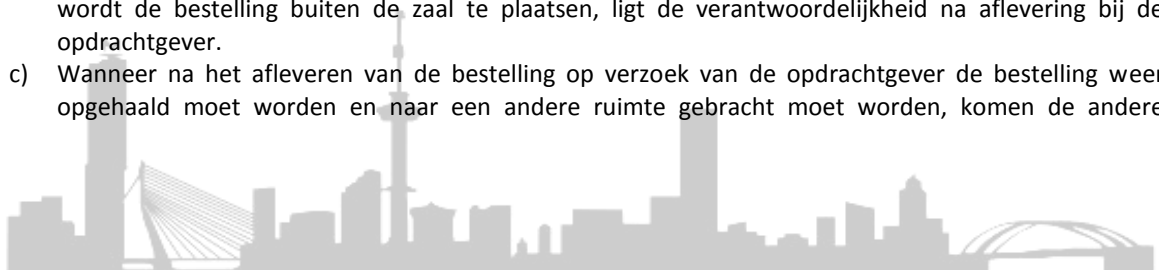 wordt de bestelling buiten de zaal te plaatsen, ligt de verantwoordelijkheid na aflevering bij de
opdrachtgever.
c) Wanneer na het afleveren van de bestelling op verzoek van de opdrachtgever de bestelling weer
opgehaald moet worden en naar een andere ruimte gebracht moet worden, komen de andere